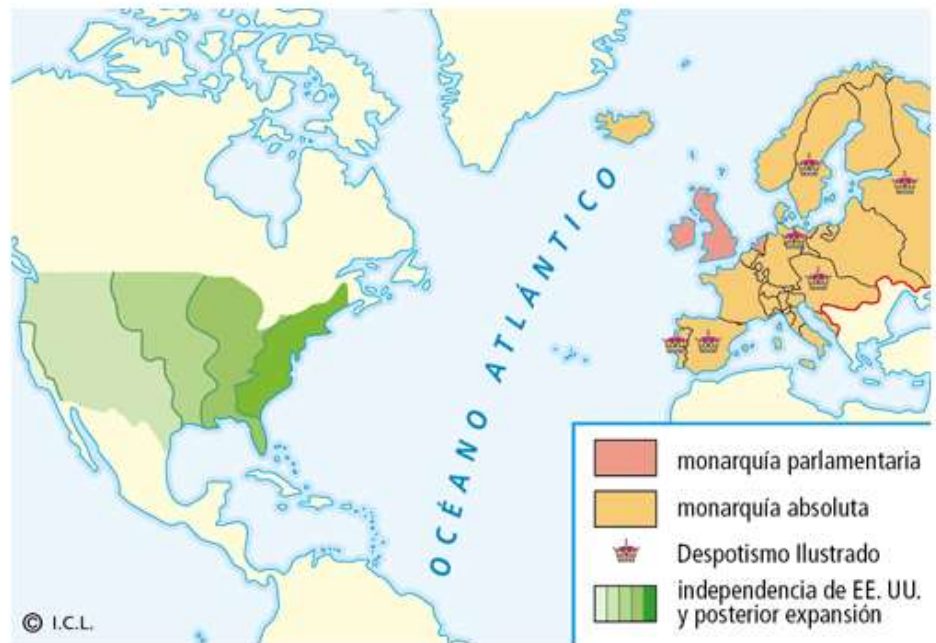 OCÉANO ATLÁNTICO
monarquía parlamentaria
monarquía absoluta
Despotismo Ilustrado
independencia de EE. UU.
y posterior expansión
© I.C.L.